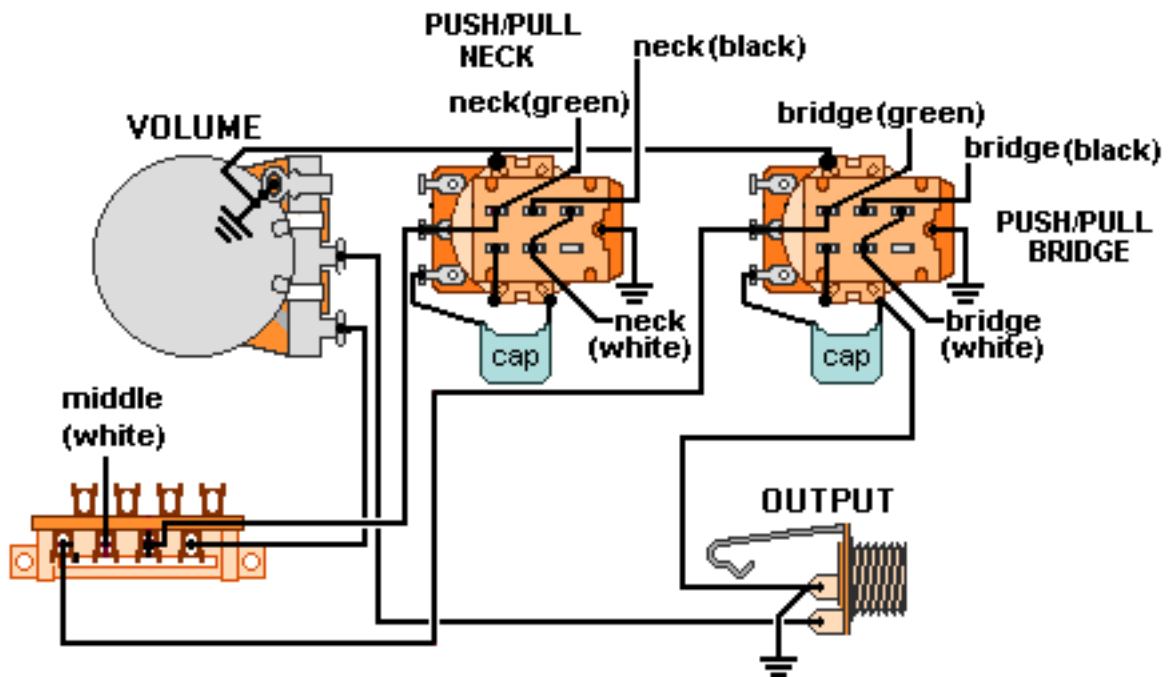 PUSH/PULL
NECK
neck (black)
neck(green)
VOLUME
bridge (green)
bridge (black)
PUSH/PULL
BRIDGE
neck
(white)
bridge
(white)
cap
cap
middle
(white)
OUTPUT